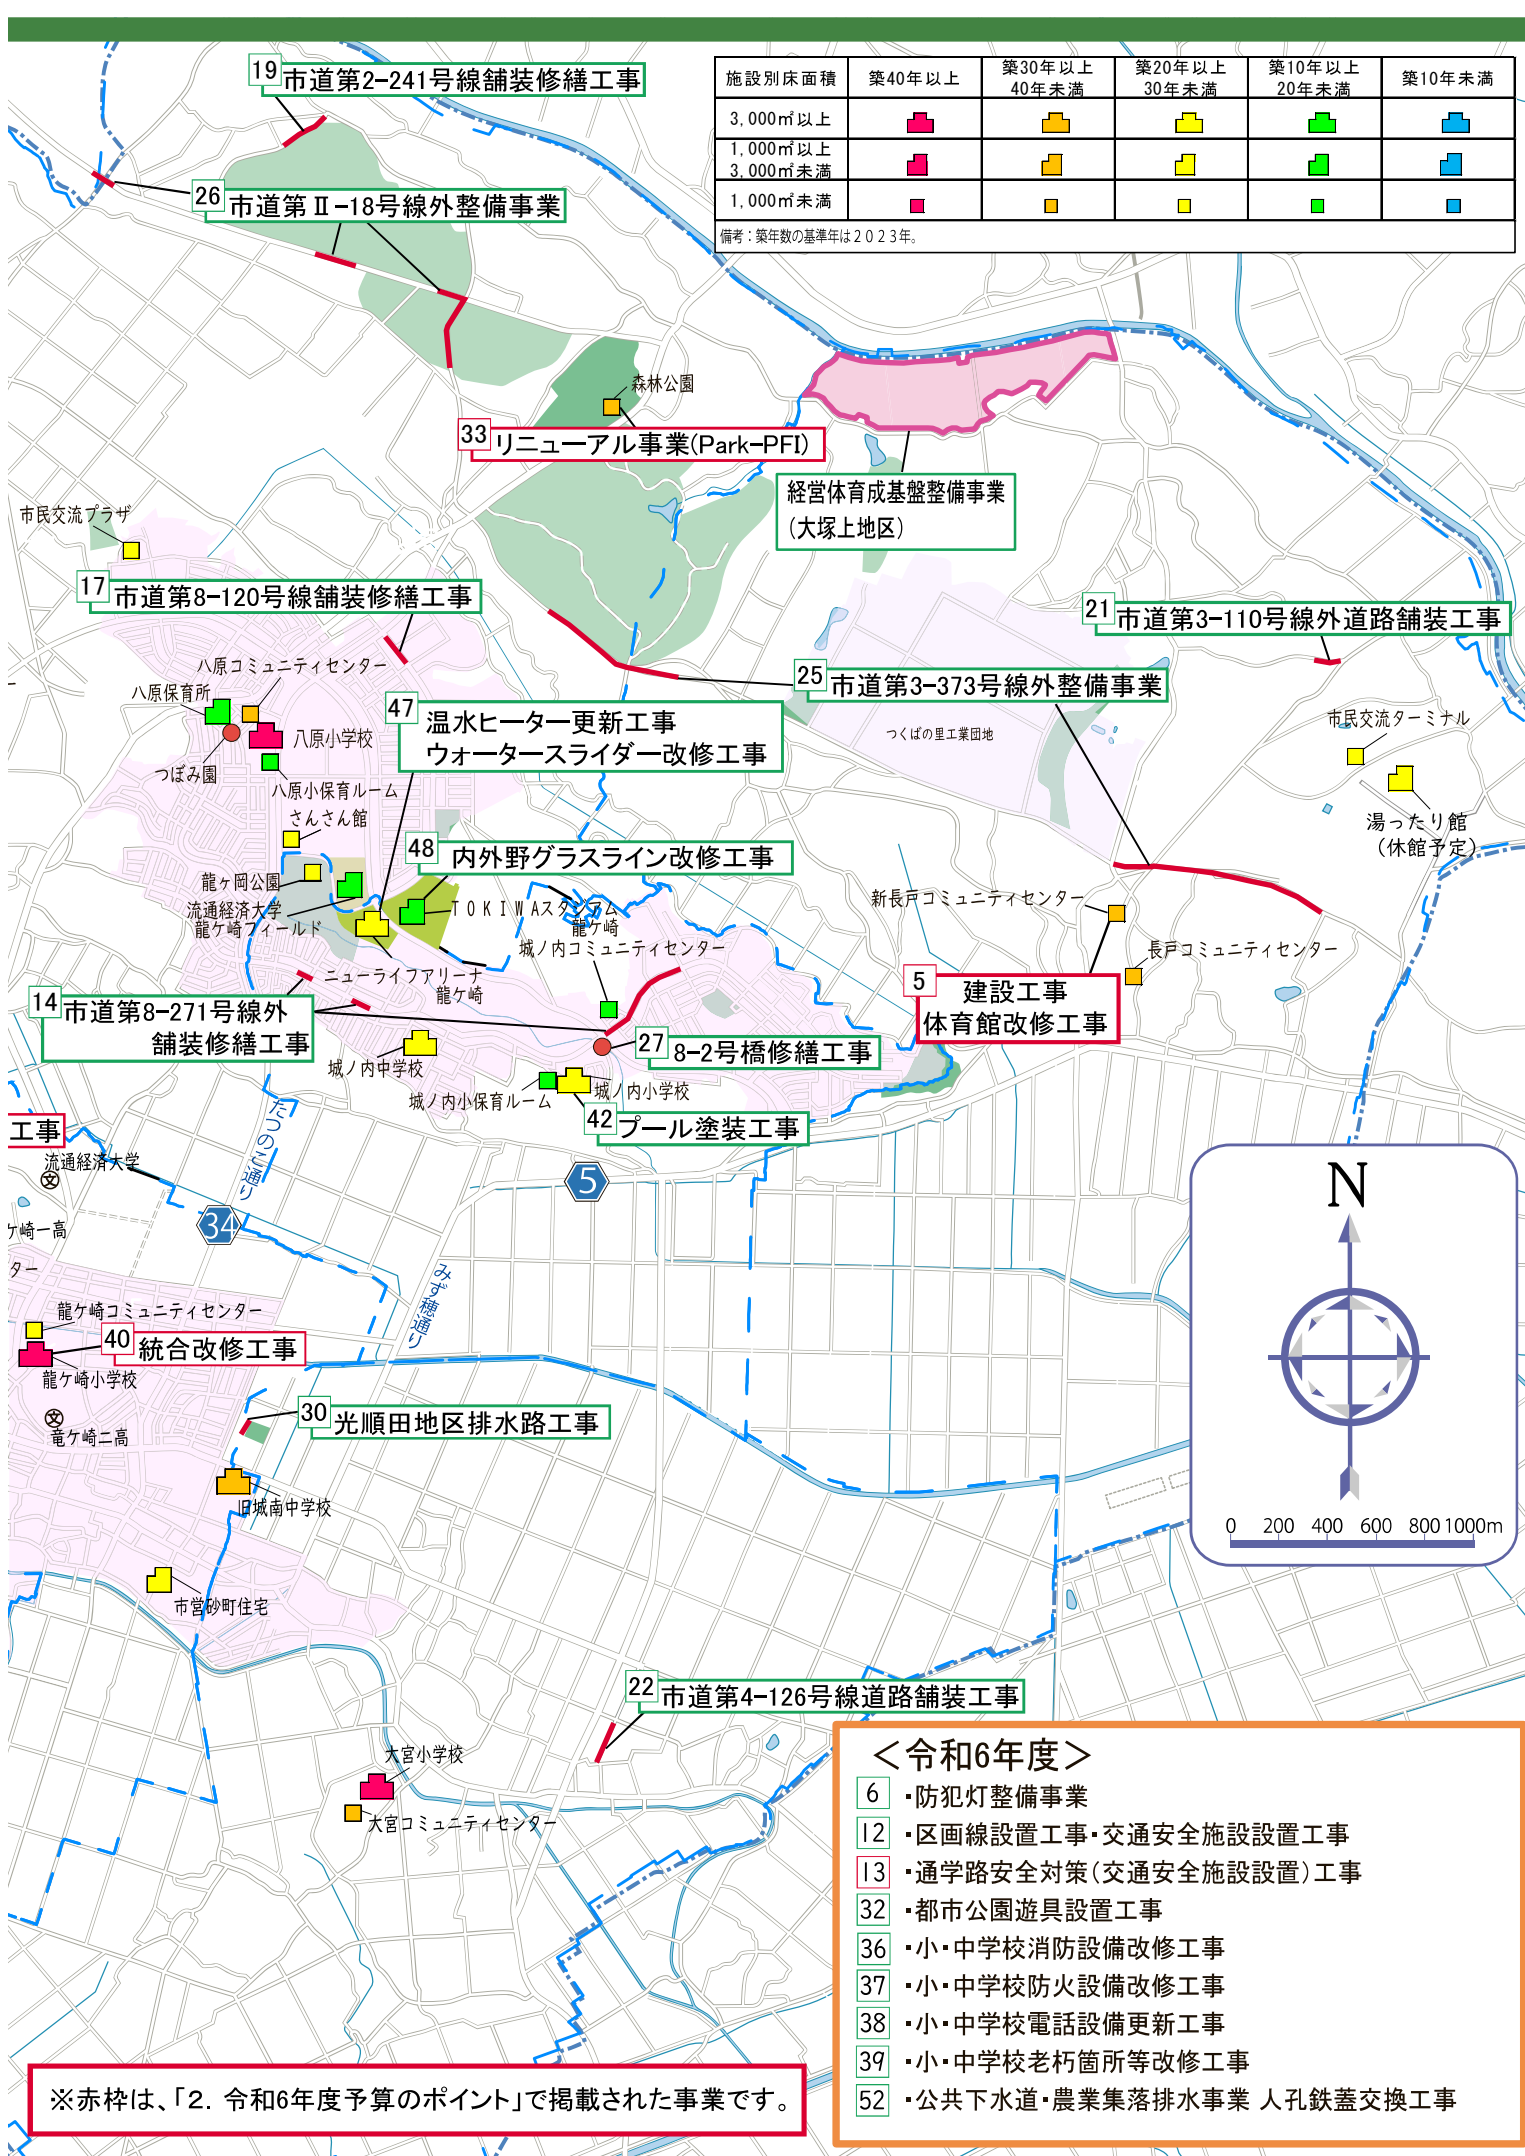 19 市道第2-241号線舗装修繕工事
施設別床面積 築40年以上 築30年以上40年未満 築20年以上30年未満 築10年以上20年未満 築10年未満
3,000㎡以上
1,000㎡以上
3,000㎡未満
1,000㎡未満
備考：築年数の基準年は２０２３年。
26 市道第Ⅱ-18号線外整備事業
森林公園
33 リニューアル事業(Park-PFI)
経営体育成基盤整備事業
(大塚上地区)
市民交流プラザ
17 市道第8-120号線舗装修繕工事
21 市道第3-110号線外道路舗装工事
八原コミュニティセンター
25 市道第3-373号線外整備事業
八原保育所
47 温水ヒーター更新工事
ウォータースライダー改修工事
市民交流ターミナル
八原小学校
つくばの里工業団地
つぼみ園
八原小保育ルーム
さんさん館
湯ったり館
(休館予定)
48 内外野グラスライン改修工事
龍ヶ岡公園
流通経済大学
龍ケ崎フィールド
ＴＯＫＩＷＡスタジアム
龍ケ崎
新長戸コミュニティセンター
城ノ内コミュニティセンター
長戸コミュニティセンター
ニューライフアリーナ
龍ケ崎
5 建設工事
体育館改修工事
14 市道第8-271号線外
舗装修繕工事
27 8-2号橋修繕工事
城ノ内中学校
城ノ内小学校
城ノ内小保育ルーム
42 プール塗装工事
工事
たつのこ通り
流通経済大学
文
5
N
34
ケ崎一高
ター
みず穂通り
龍ケ崎コミュニティセンター
40 統合改修工事
龍ケ崎小学校
30 光順田地区排水路工事
文
竜ケ崎二高
旧城南中学校
0 200 400 600 800 1000m
市営砂町住宅
22 市道第4-126号線道路舗装工事
大宮小学校
大宮コミュニティセンター
＜令和6年度＞
6 ・防犯灯整備事業
12 ・区画線設置工事・交通安全施設設置工事
13 ・通学路安全対策(交通安全施設設置)工事
32 ・都市公園遊具設置工事
36 ・小・中学校消防設備改修工事
37 ・小・中学校防火設備改修工事
38 ・小・中学校電話設備更新工事
39 ・小・中学校老朽箇所等改修工事
52 ・公共下水道・農業集落排水事業 人孔鉄蓋交換工事
※赤枠は、「２．令和6年度予算のポイント」で掲載された事業です。